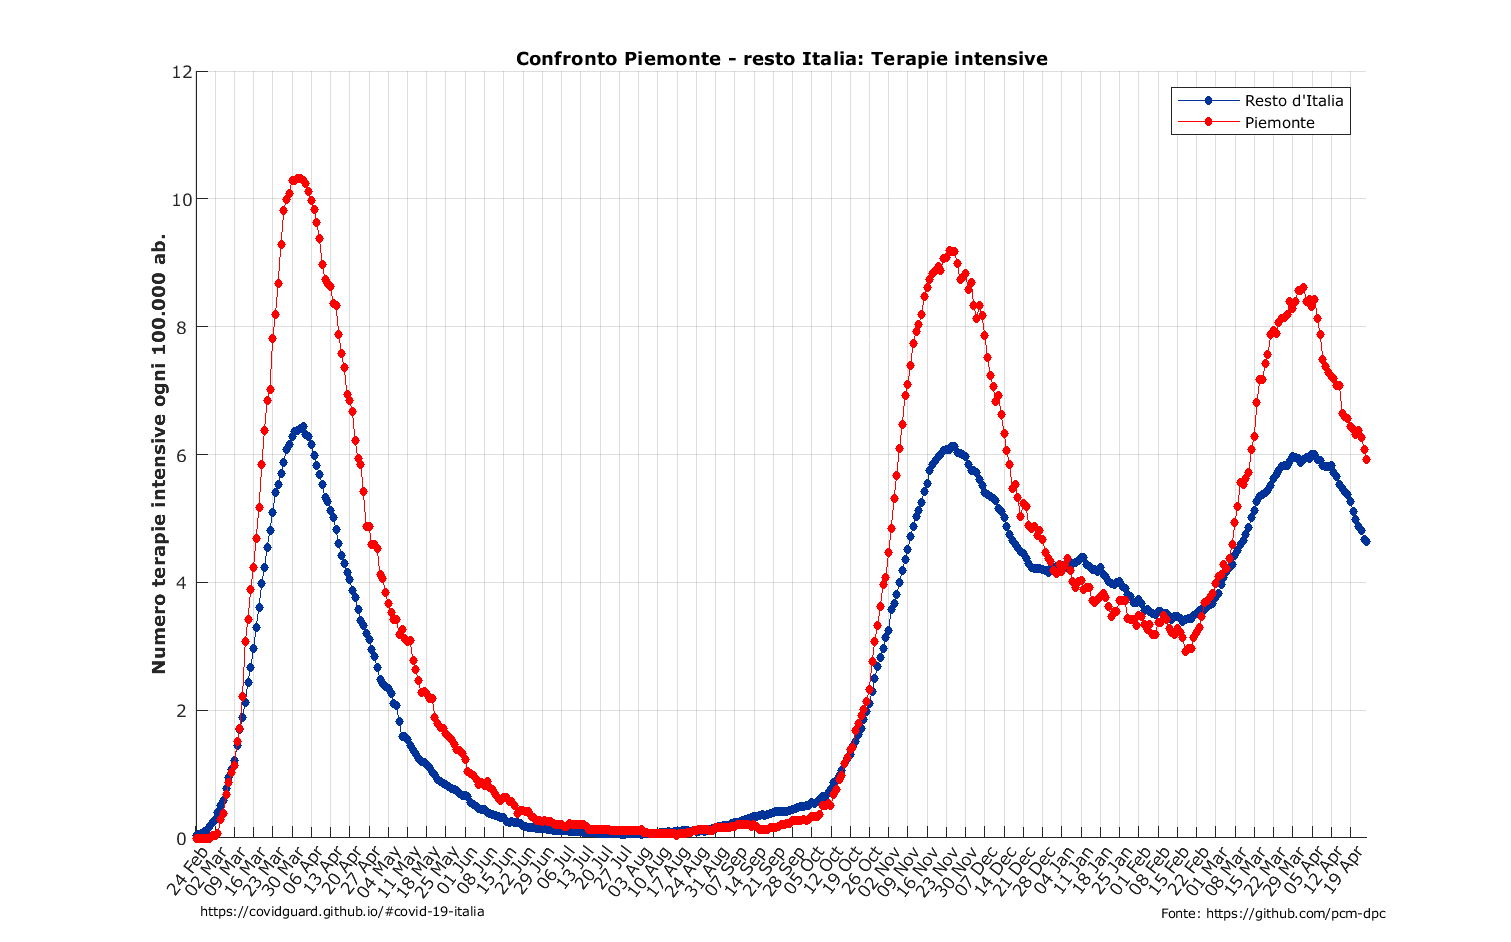 Confronto Piemonte - resto Italia: Terapie intensive
Resto d'Italia
Piemonte
Numero terapie intensive ogni 100.000 ab.
12
10
8
6
4
2
0
24 Feb
02 Mar
09 Mar
16 Mar
23 Mar
30 Mar
06 Apr
13 Apr
20 Apr
27 Apr
04 May
11 May
18 May
25 May
01 Jun
08 Jun
15 Jun
22 Jun
29 Jun
06 Jul
13 Jul
20 Jul
27 Jul
03 Aug
10 Aug
17 Aug
24 Aug
31 Aug
07 Sep
14 Sep
21 Sep
28 Sep
05 Oct
12 Oct
19 Oct
26 Oct
02 Nov
09 Nov
16 Nov
23 Nov
30 Nov
07 Dec
14 Dec
21 Dec
28 Dec
04 Jan
11 Jan
18 Jan
25 Jan
01 Feb
08 Feb
15 Feb
22 Feb
01 Mar
08 Mar
15 Mar
22 Mar
29 Mar
05 Apr
12 Apr
19 Apr
https://covidguard.github.io/#covid-19-italia
Fonte: https://github.com/pcm-dpc